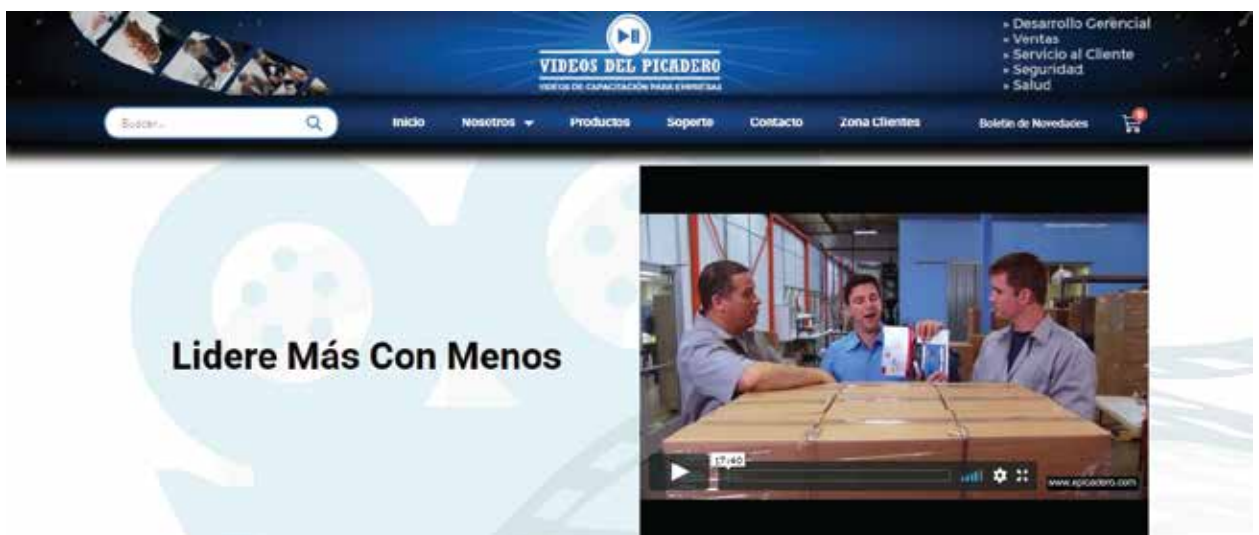 VIDEOS DEL PICADERO
VIDEOS DE CAPACITACIÓN PARA EMPRESAS
» Desarrollo Gerencial
» Ventas
» Servicio al Cliente
» Seguridad
» Salud
Buscar...
Inicio
Nosotros
Productos
Soporte
Contacto
Zona Clientes
Boletín de Novedades
0
Lidere Más Con Menos
17:40
www.epicadero.com